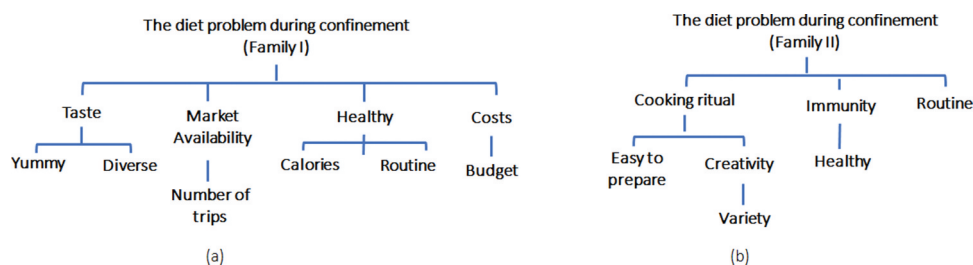 The diet problem during confinement
(Family I)
Taste
Market
Availability
Healthy
Costs
Yummy
Diverse
Number of
trips
Calories
Routine
Budget
(a)
The diet problem during confinement
(Family II)
Cooking ritual
Immunity
Routine
Easy to
prepare
Creativity
Healthy
Variety
(b)